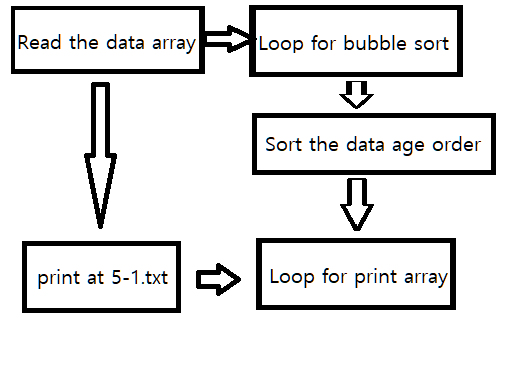 Read the data array
Loop for bubble sort
Sort the data age order
print at 5-1.txt
Loop for print array